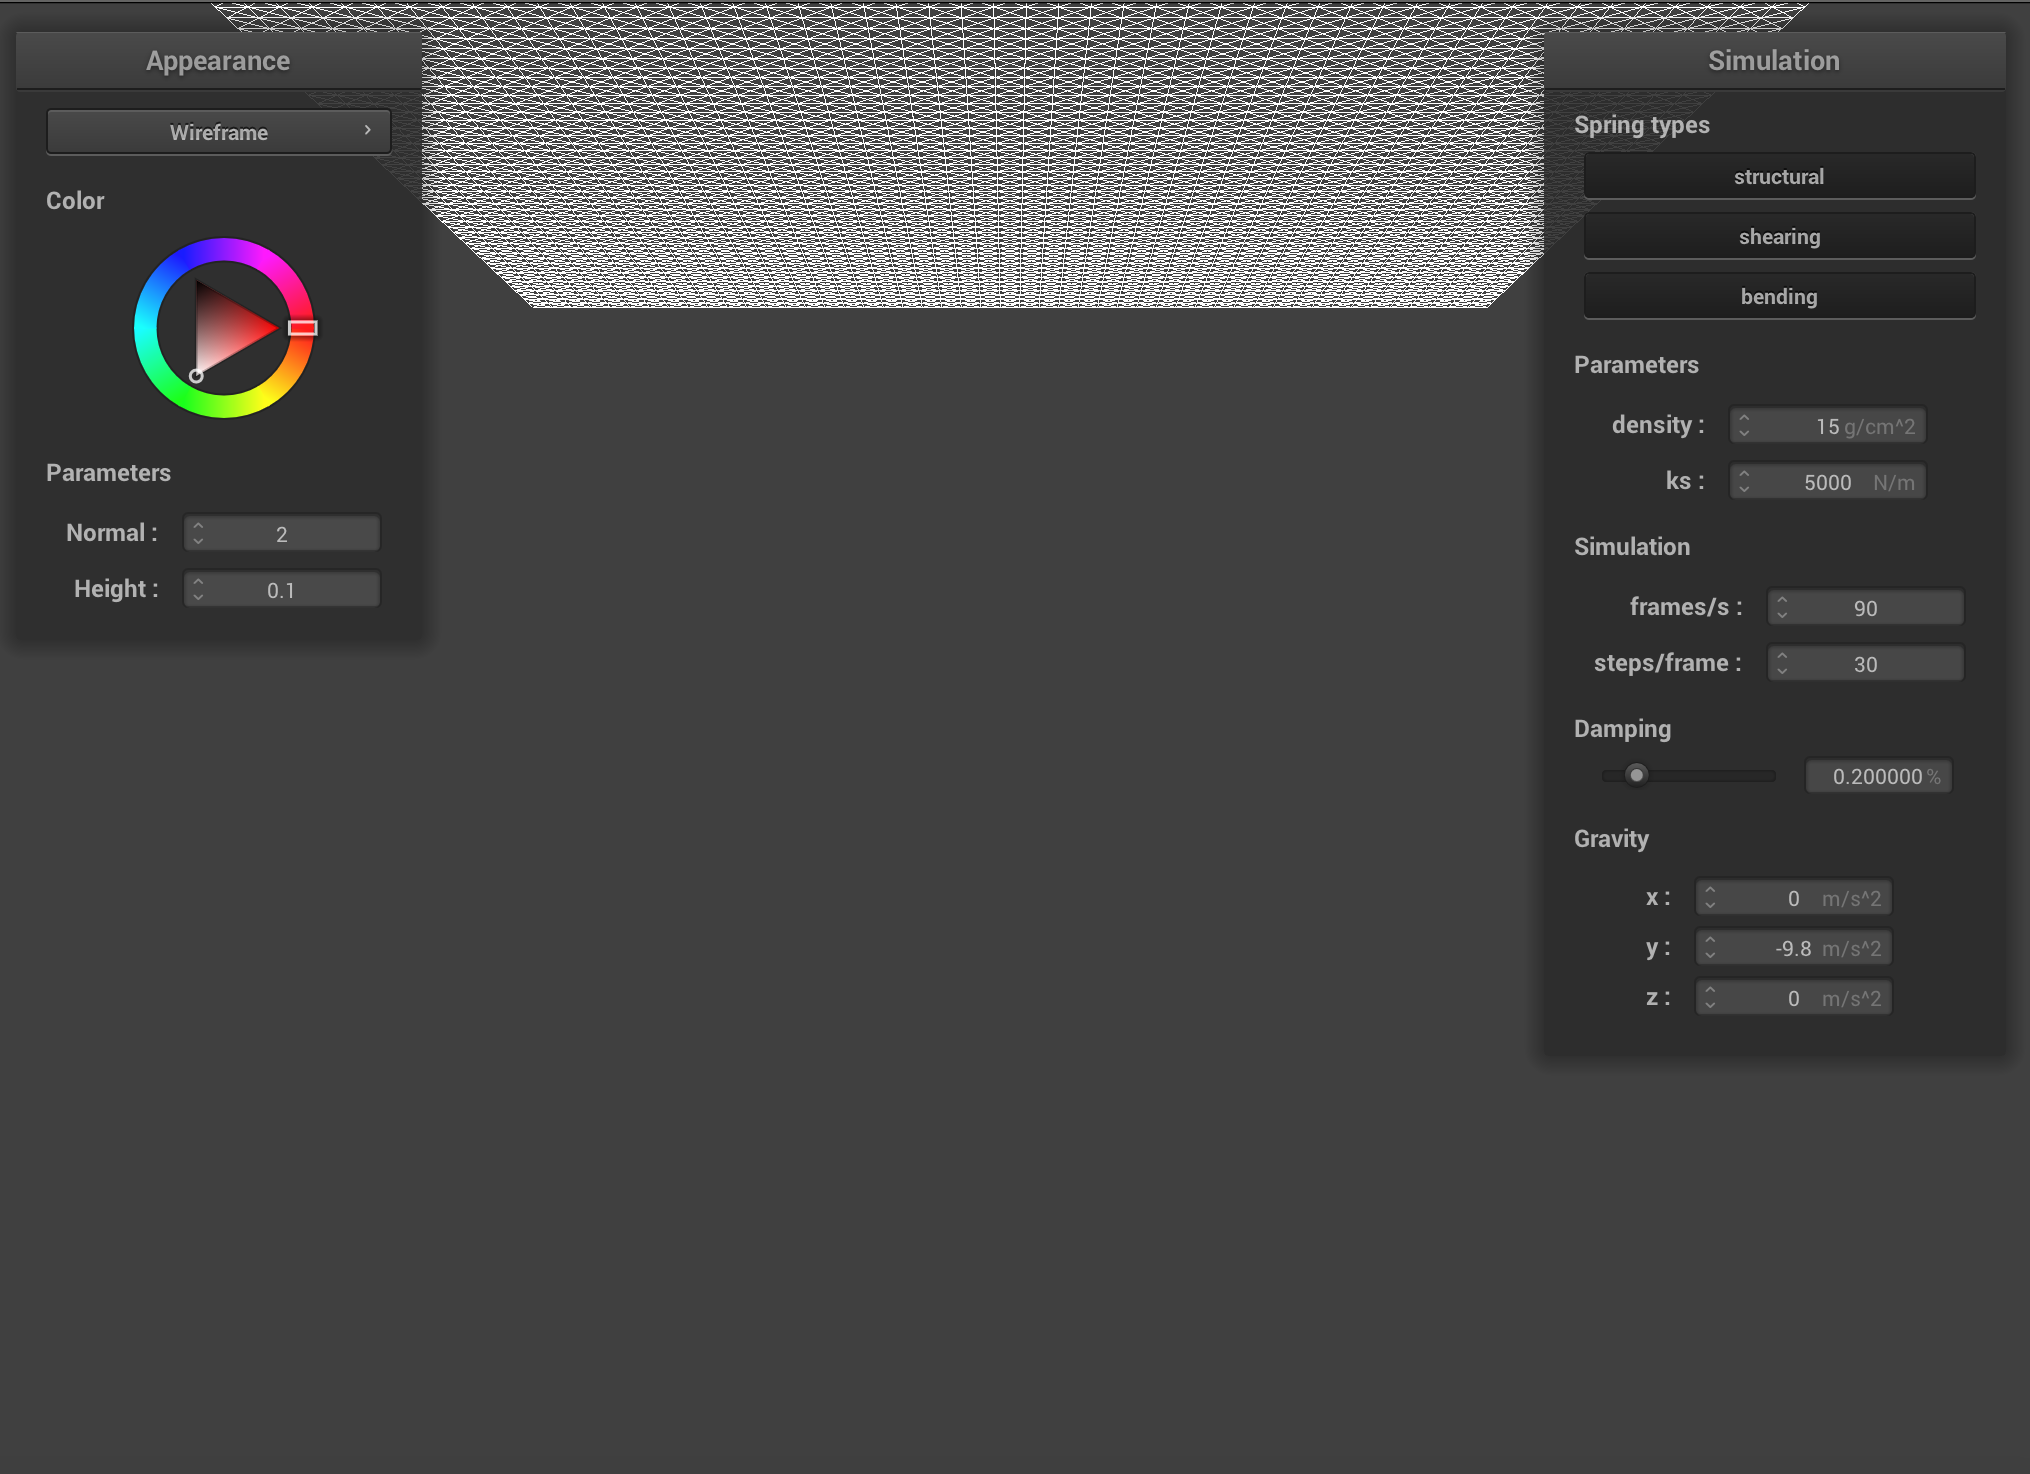 Appearance
Wireframe
Color
Parameters
Normal : 2
Height : 0.1
Simulation
Spring types
structural
shearing
bending
Parameters
density : 15 g/cm^2
ks : 5000 N/m
Simulation
frames/s : 90
steps/frame : 30
Damping
0.200000 %
Gravity
x : 0 m/s^2
y : -9.8 m/s^2
z : 0 m/s^2